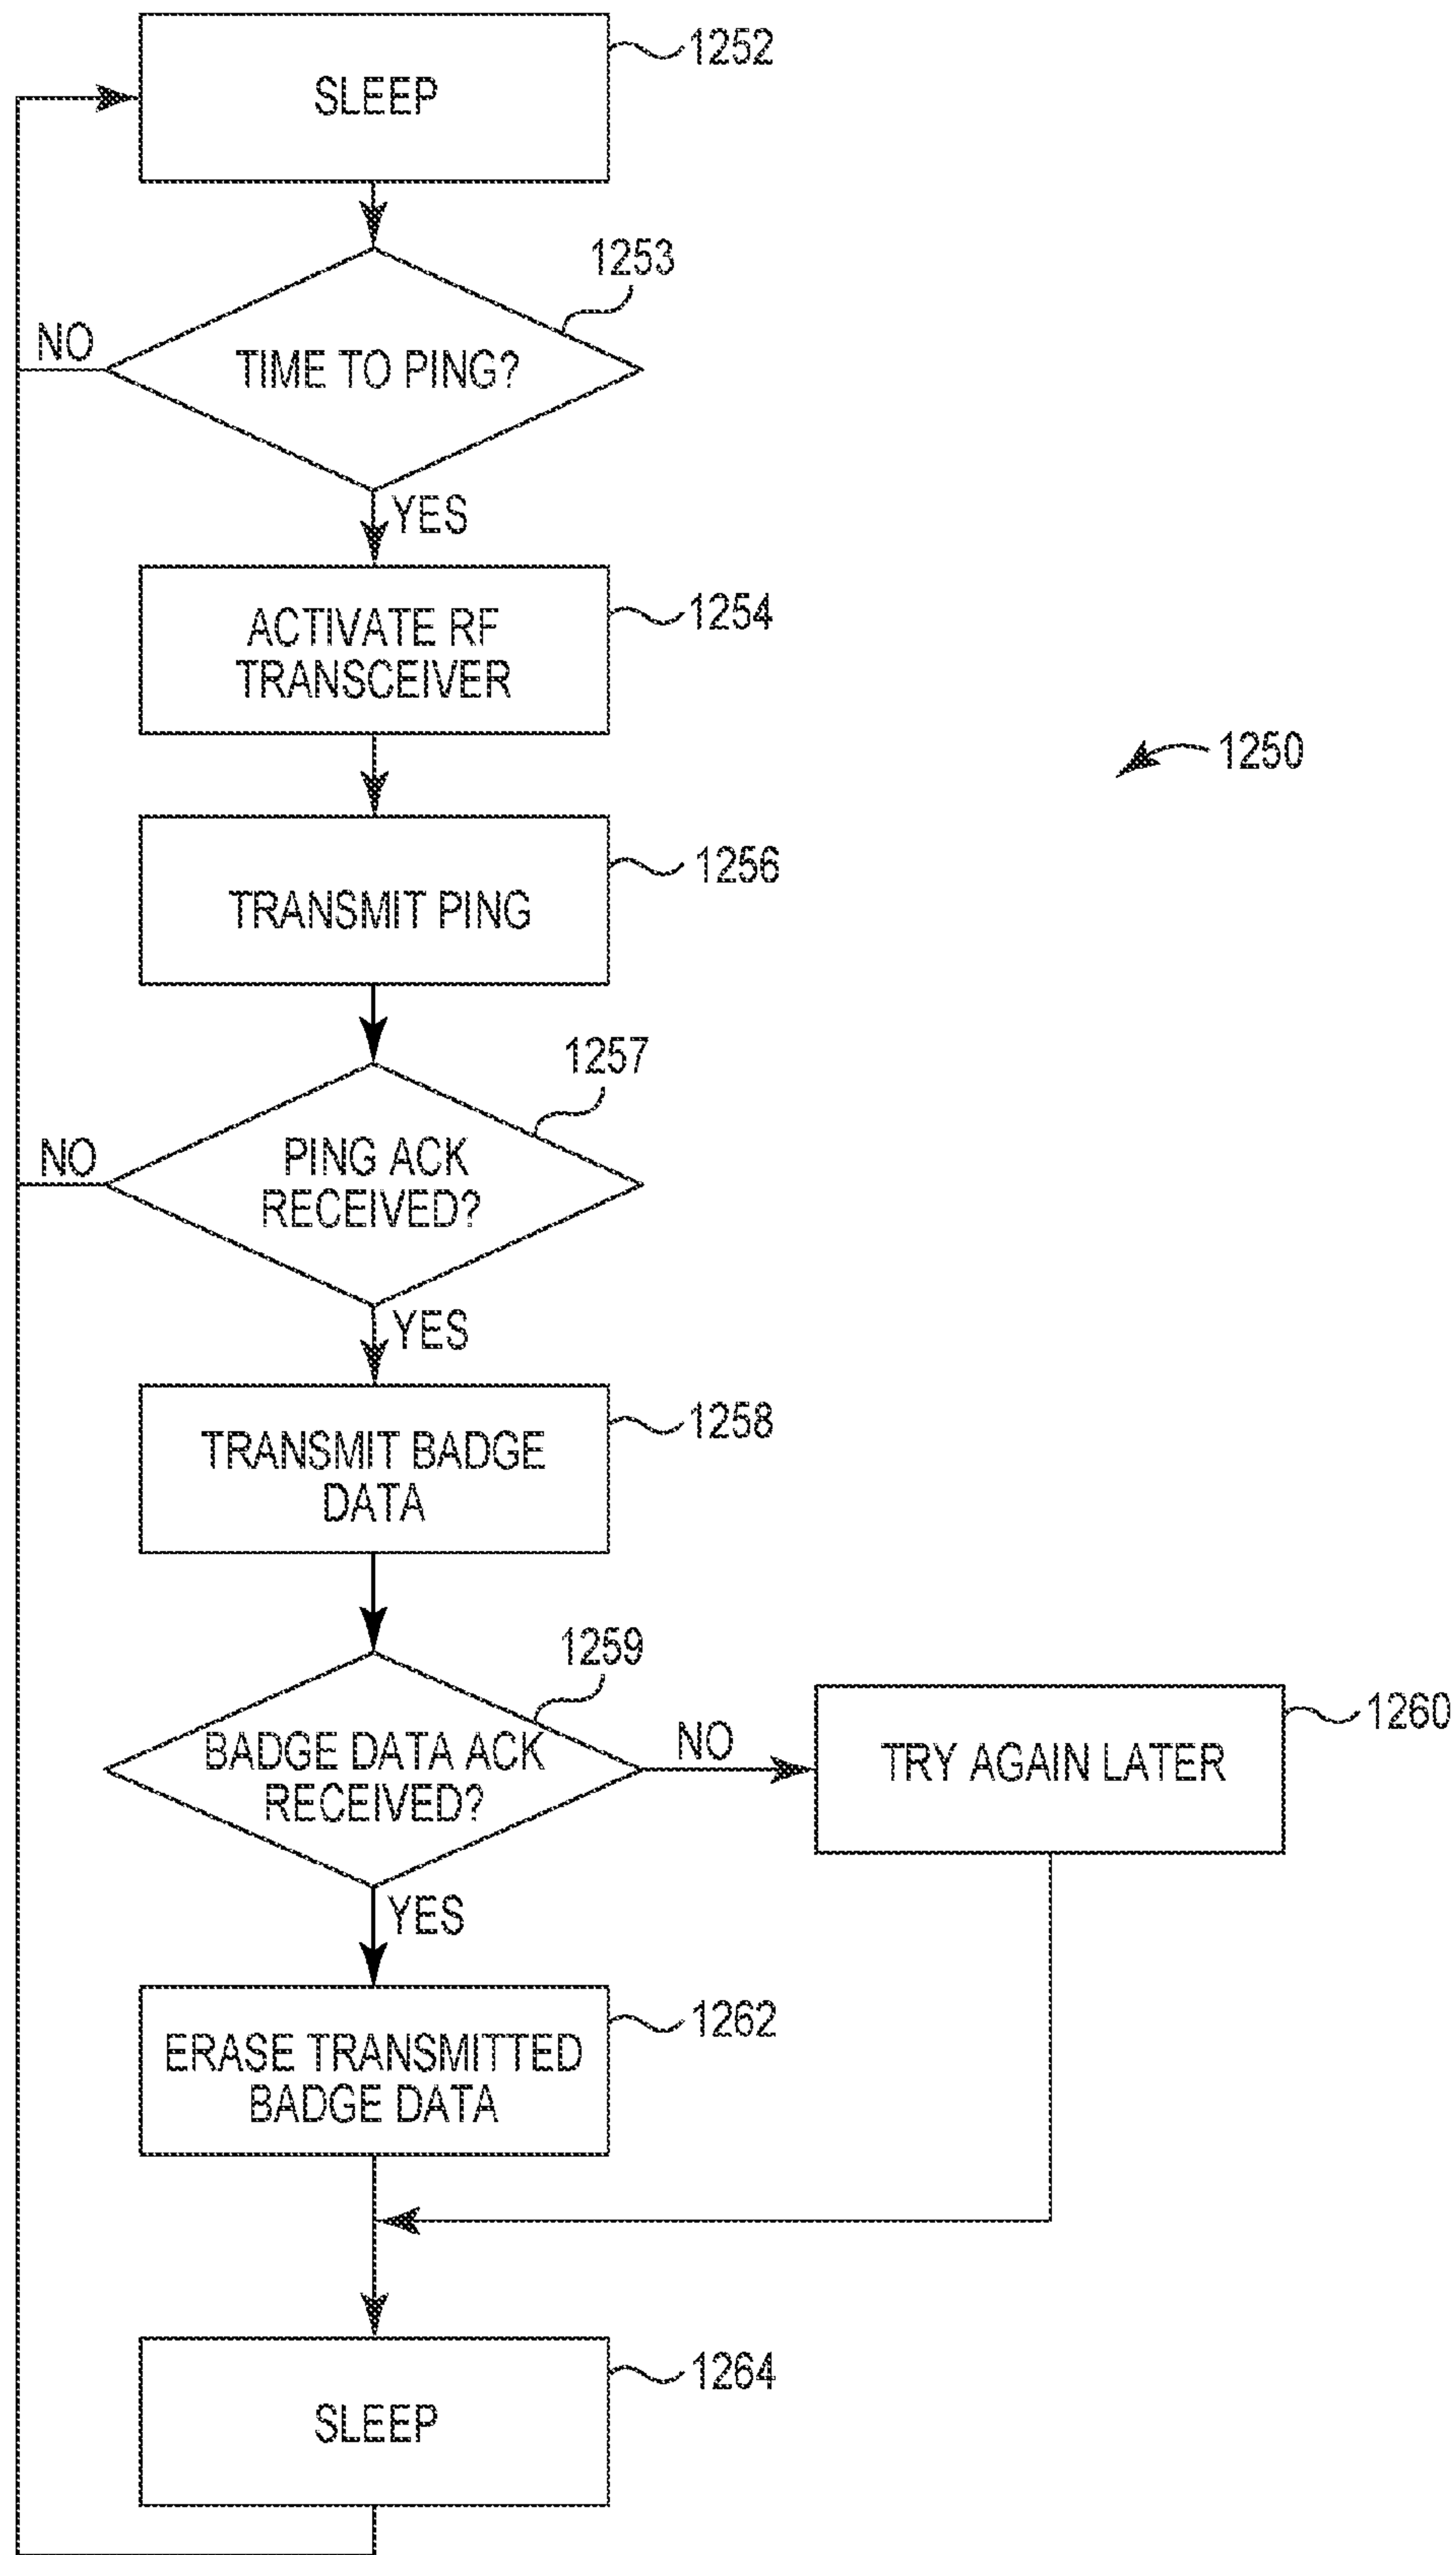 1252
SLEEP
1253
NO
TIME TO PING?
YES
ACTIVATE RF
TRANSCEIVER
1254
1250
TRANSMIT PING
1256
1257
NO
PING ACK
RECEIVED?
YES
TRANSMIT BADGE
DATA
1258
1259
BADGE DATA ACK
RECEIVED?
NO
TRY AGAIN LATER
1260
YES
ERASE TRANSMITTED
BADGE DATA
1262
SLEEP
1264